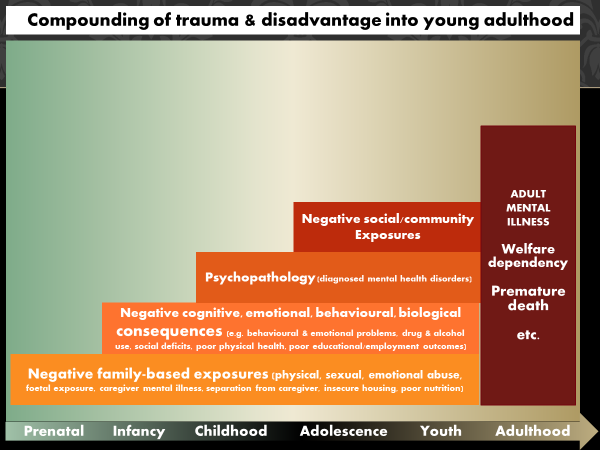 Compounding of trauma & disadvantage into young adulthood
ADULT
MENTAL
ILLNESS
Welfare
dependency
Premature
death
etc.
Negative social/community
Exposures
Psychopathology (diagnosed mental health disorders)
Negative cognitive, emotional, behavioural, biological
consequences (e.g. behavioural & emotional problems, drug & alcohol
use, social deficits, poor physical health, poor educational/employment outcomes)
Negative family-based exposures (physical, sexual, emotional abuse,
foetal exposure, caregiver mental illness, separation from caregiver, insecure housing, poor nutrition)
Prenatal Infancy Childhood Adolescence Youth Adulthood